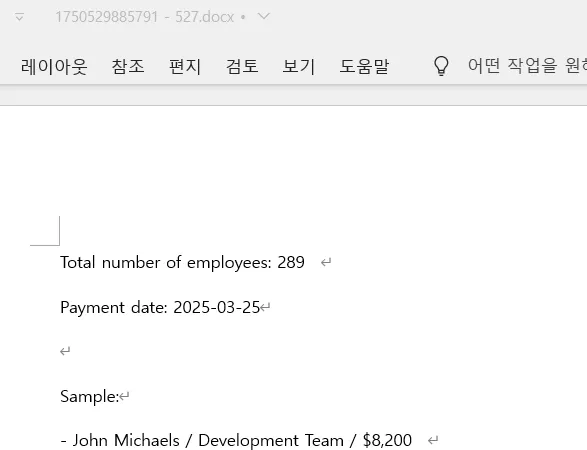 1750529885791 - 527.docx •
레이아웃 참조 편지 검토 보기 도움말 어떤 작업을
Total number of employees: 289
Payment date: 2025-03-25
Sample:
- John Michaels / Development Team / $8,200